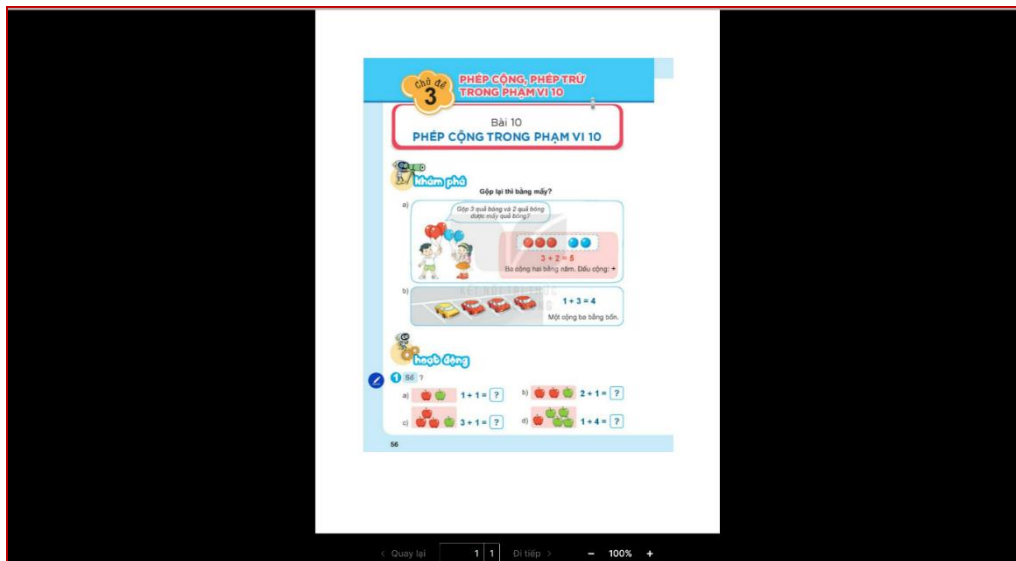 Chủ đề
3
PHÉP CỘNG, PHÉP TRỪ
TRONG PHẠM VI 10
Bài 10
PHÉP CỘNG TRONG PHẠM VI 10
Khám phá
Gộp lại thì bằng mấy?
a)
Gộp 3 quả bóng và 2 quả bóng
được mấy quả bóng?
3 + 2 = 5
Ba cộng hai bằng năm. Dấu cộng: +
KẾT NỐI TRI THỨC
b)
1 + 3 = 4
Một cộng ba bằng bốn.
hoạt động
1 Số ?
a) 1 + 1 = ?
b) 2 + 1 = ?
c) 3 + 1 = ?
d) 1 + 4 = ?
56
< Quay lại 1 1 Đi tiếp > − 100% +